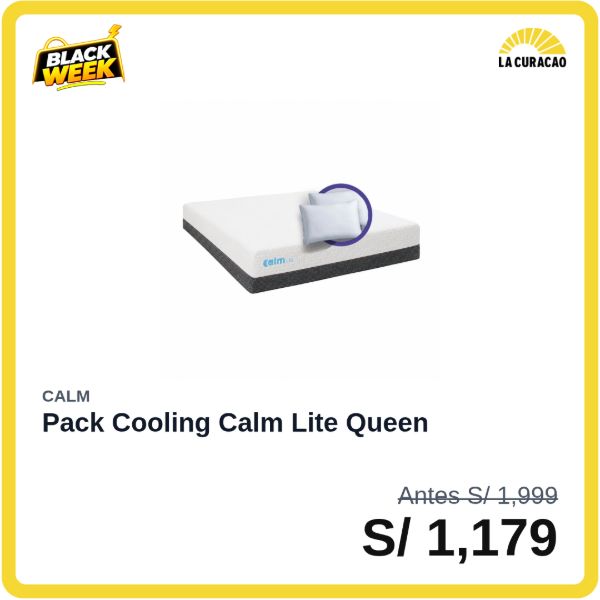 BLACK
WEEK
LA CURACAO
Calm
CALM
Pack Cooling Calm Lite Queen
Antes S/ 1,999
S/ 1,179